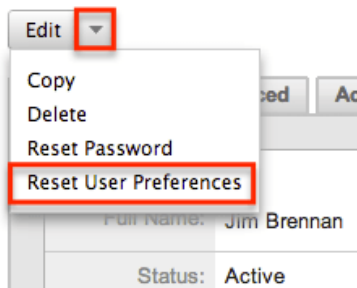 Edit
Copy
Delete
Reset Password
Reset User Preferences
Full Name: Jim Brennan
Status: Active